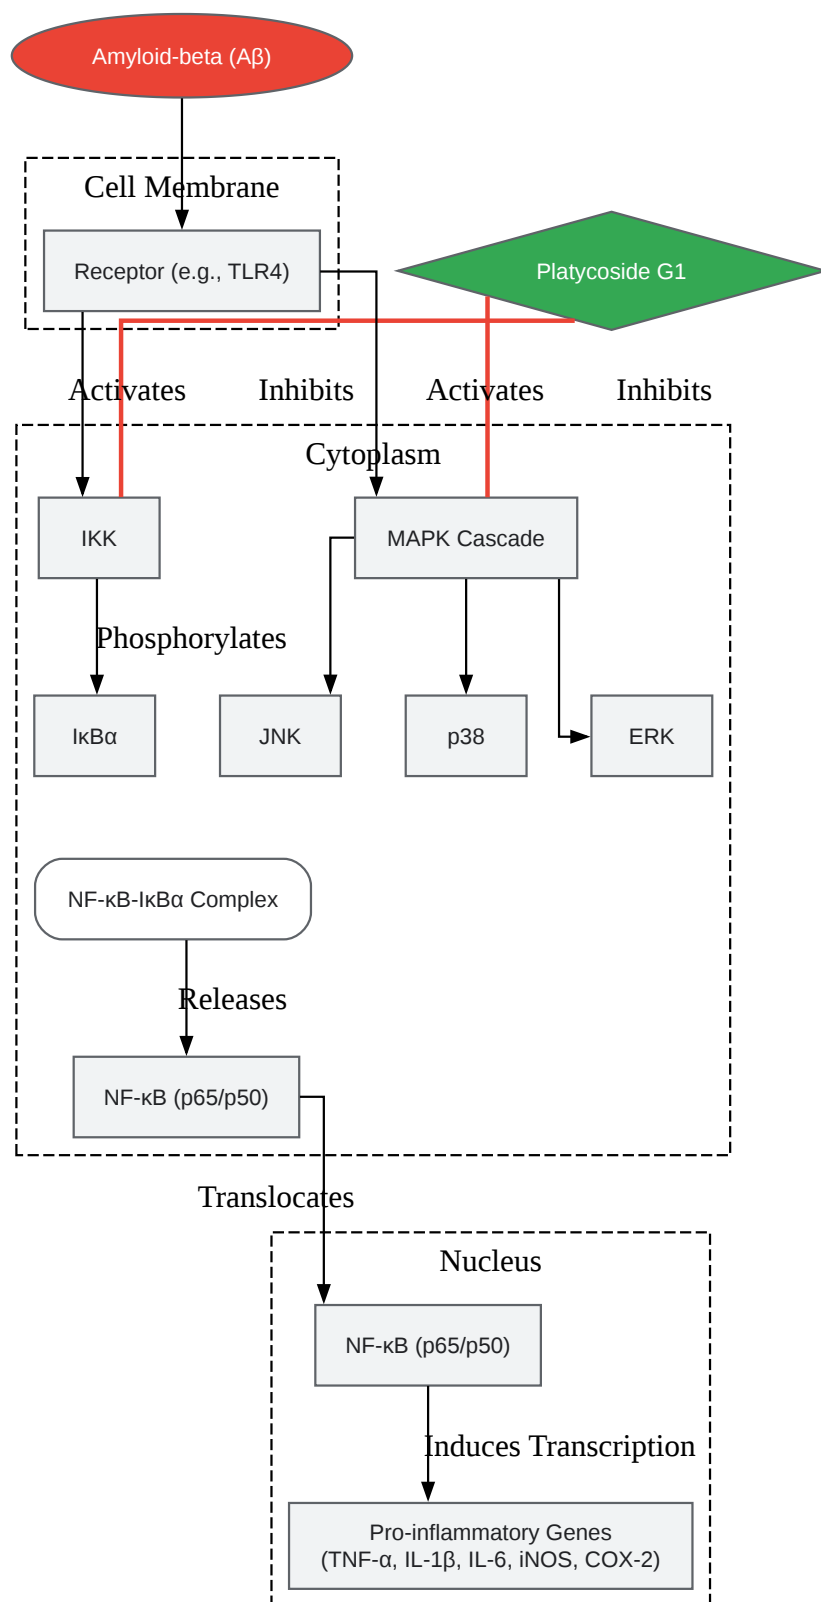 Amyloid-beta (Aβ)
Cell Membrane
Receptor (e.g., TLR4)
Platycoside G1
Activates
Inhibits
Activates
Inhibits
Cytoplasm
IKK
MAPK Cascade
Phosphorylates
IκBα
JNK
p38
ERK
NF-κB-IκBα Complex
Releases
NF-κB (p65/p50)
Translocates
Nucleus
NF-κB (p65/p50)
Induces Transcription
Pro-inflammatory Genes
(TNF-α, IL-1β, IL-6, iNOS, COX-2)